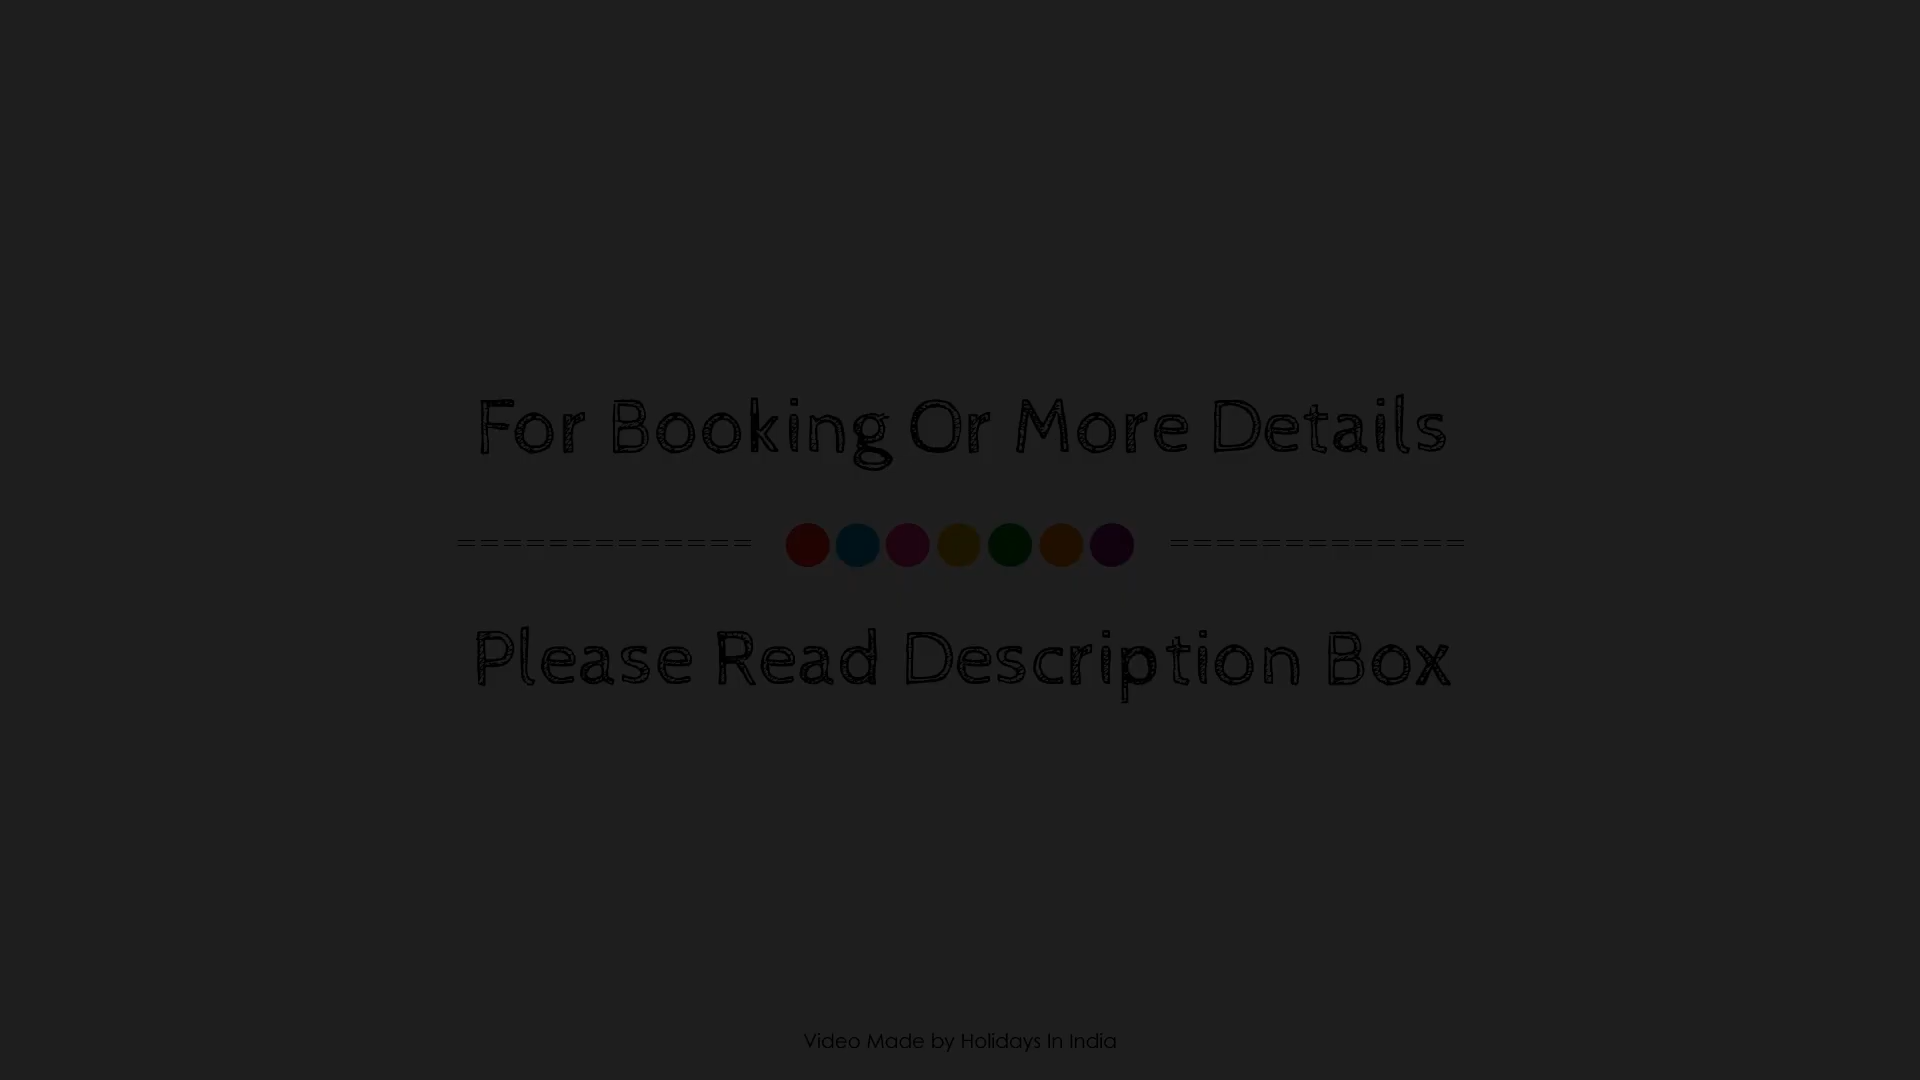 For Booking Or More Details
============= =============
Please Read Description Box
Video Made by Holidays In India